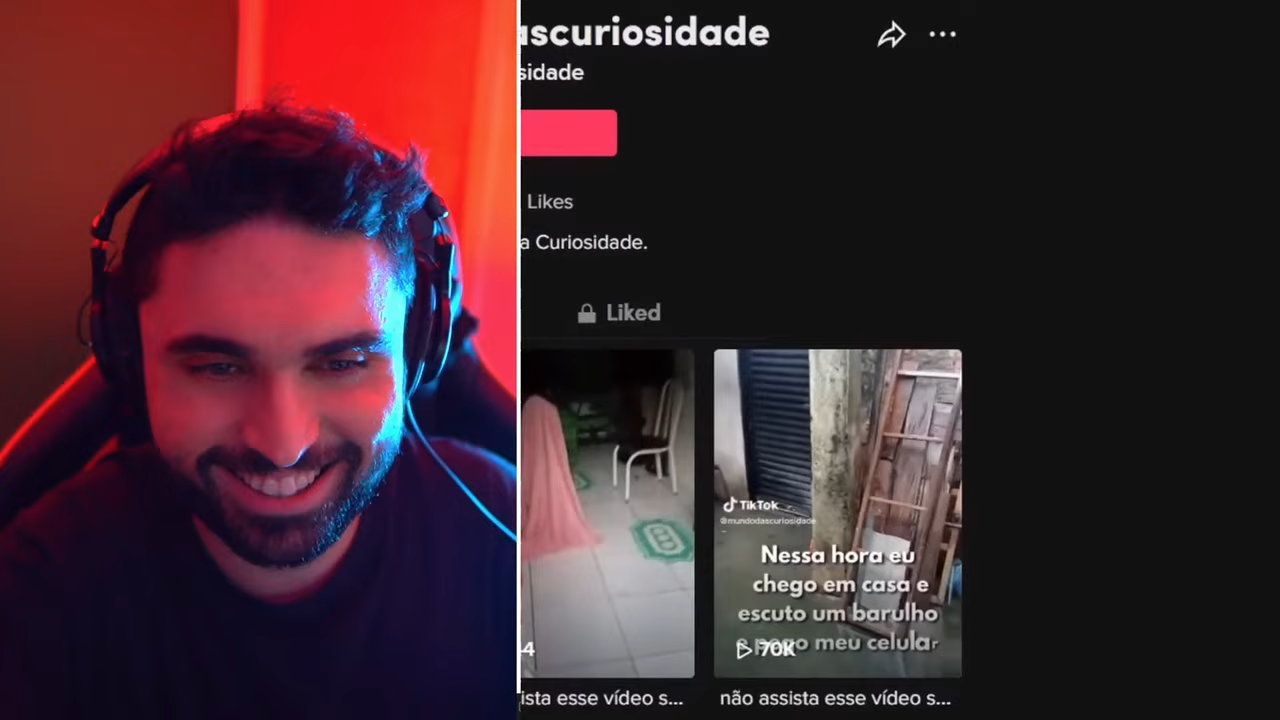 ascuriosidade
sidade
Likes
a Curiosidade.
Liked
TikTok
@mundodascuriosidade
Nessa hora eu
chego em casa e
escuto um barulho
e pego meu celular
4
70K
ista esse vídeo s...
não assista esse vídeo s...